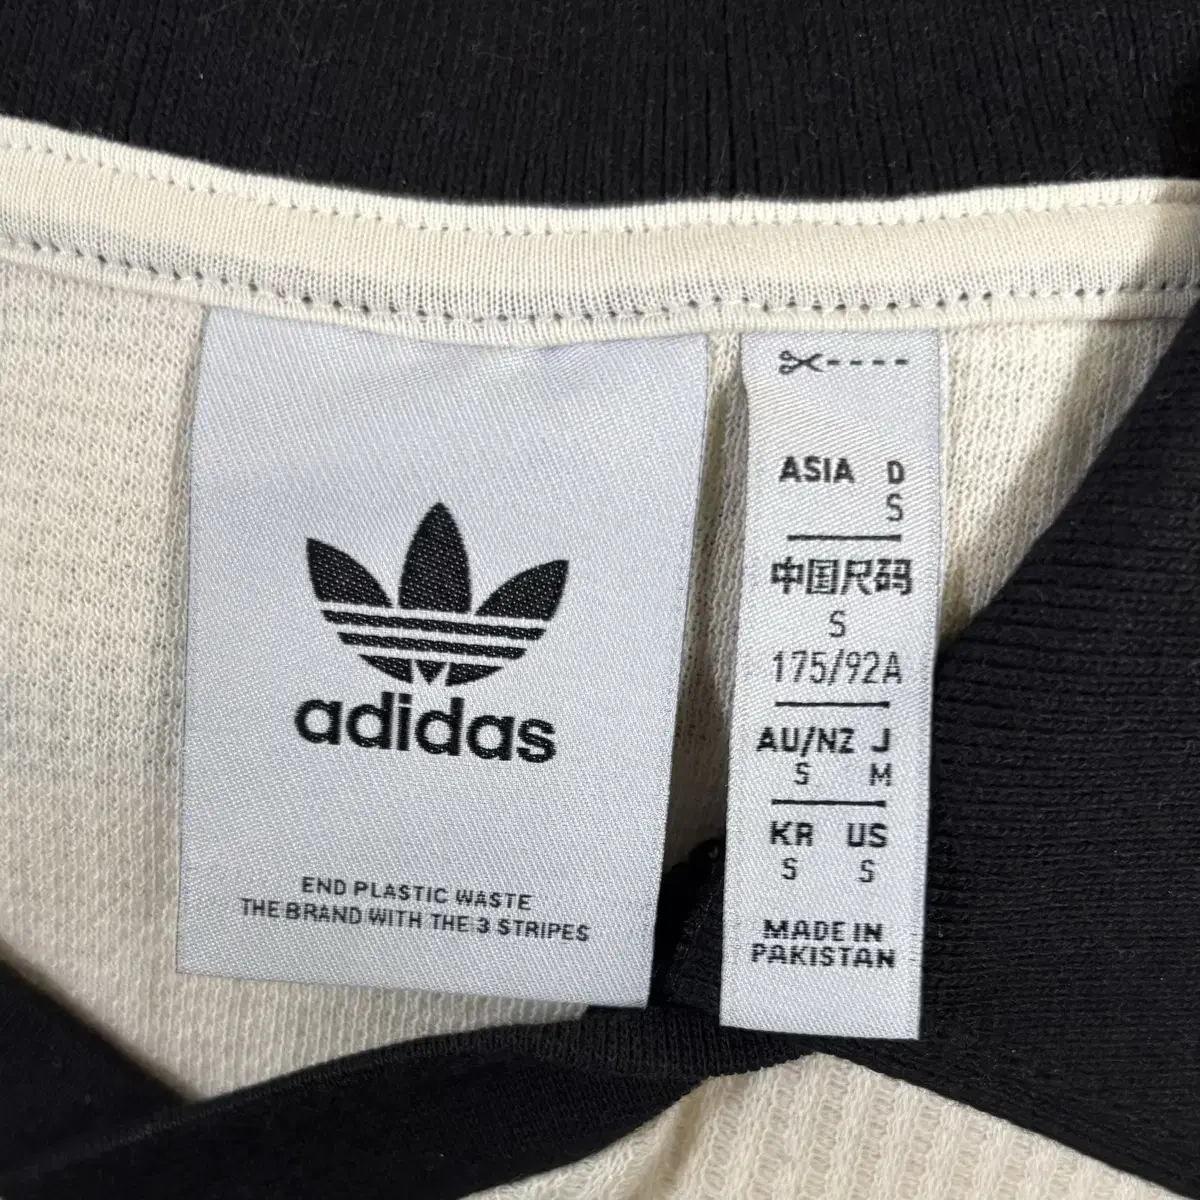 adidas
END PLASTIC WASTE
THE BRAND WITH THE 3 STRIPES
ASIA D
S
中国尺码
S
175/92A
AU/NZ J
S M
KR US
S S
MADE IN
PAKISTAN